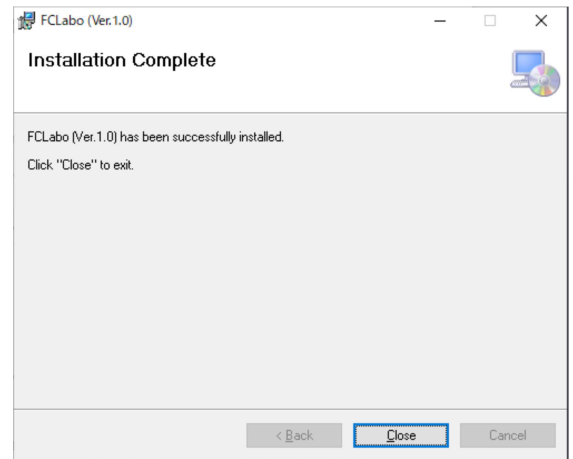 FCLabo (Ver.1.0)
Installation Complete
FCLabo (Ver.1.0) has been successfully installed.
Click "Close" to exit.
< Back
Close
Cancel